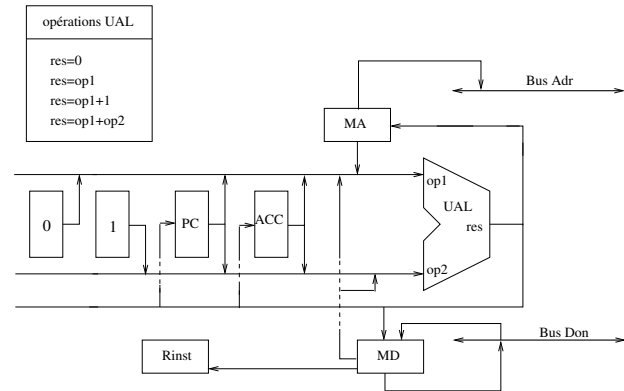 opérations UAL
res=0
res=op1
res=op1+1
res=op1+op2
Bus Adr
MA
op1
0
1
PC
ACC
UAL
res
op2
Bus Don
Rinst
MD